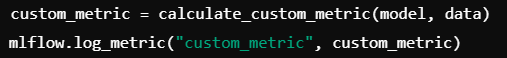 custom_metric = calculate_custom_metric(model, data)
mlflow.log_metric("custom_metric", custom_metric)